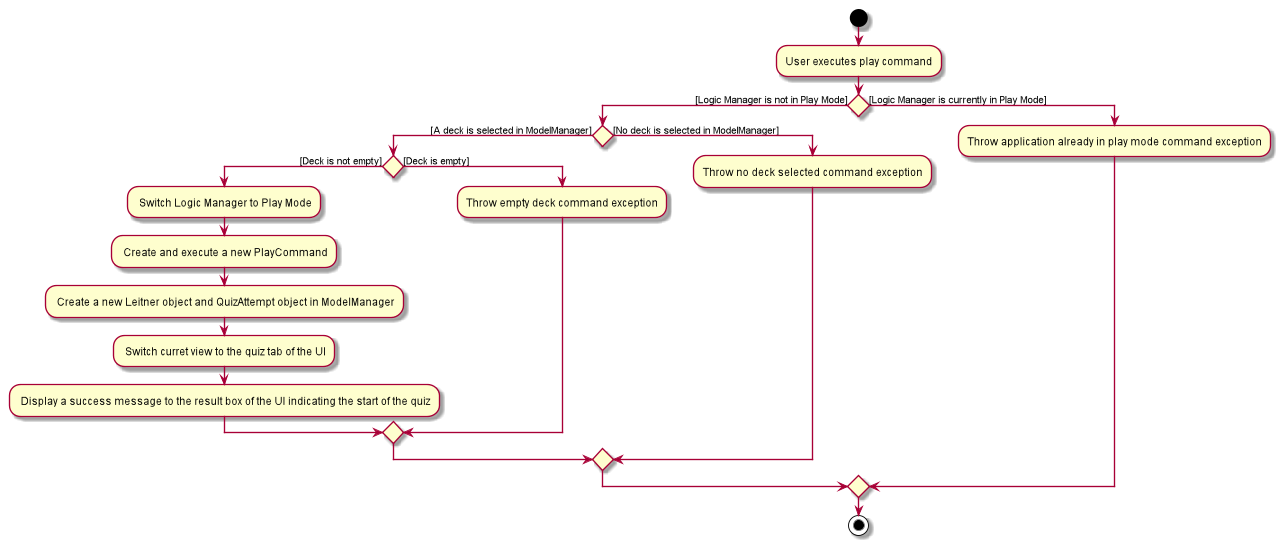 User executes play command
[Logic Manager is not in Play Mode]
[Logic Manager is currently in Play Mode]
[A deck is selected in ModelManager]
[No deck is selected in ModelManager]
Throw application already in play mode command exception
[Deck is not empty]
[Deck is empty]
Throw no deck selected command exception
Switch Logic Manager to Play Mode
Throw empty deck command exception
Create and execute a new PlayCommand
Create a new Leitner object and QuizAttempt object in ModelManager
Switch curret view to the quiz tab of the UI
Display a success message to the result box of the UI indicating the start of the quiz